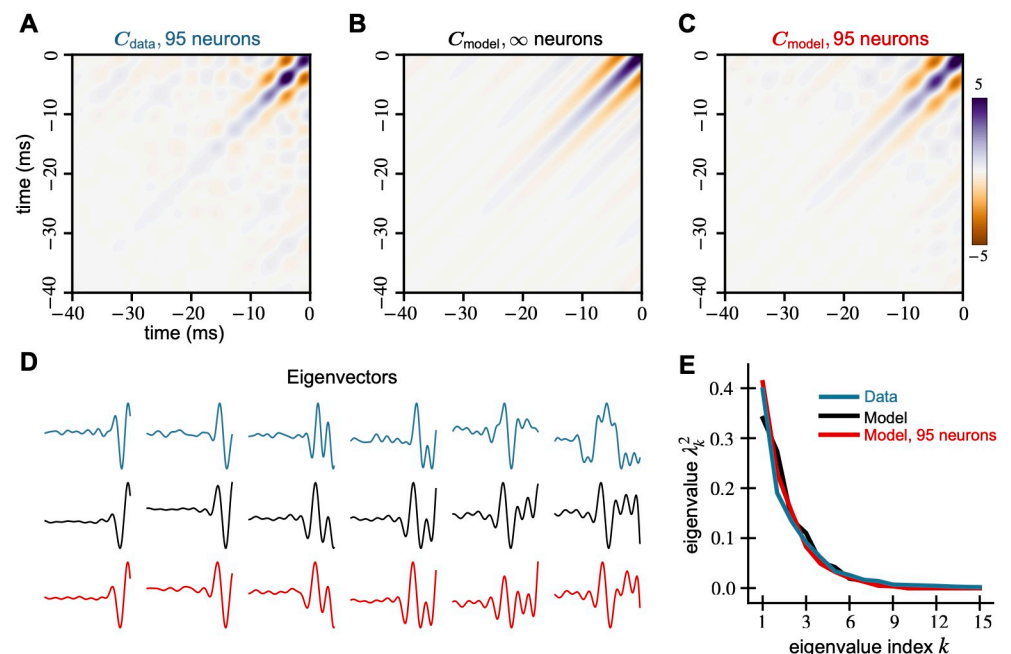 A
C_data, 95 neurons
B
C_model, ∞ neurons
C
C_model, 95 neurons
time (ms)
0
−10
−20
−30
−40
−40 −30 −20 −10 0
time (ms)
0
−10
−20
−30
−40
−40 −30 −20 −10 0
0
−10
−20
−30
−40
−40 −30 −20 −10 0
5
−5
D
Eigenvectors
E
eigenvalue λ_k^2
0.4
0.3
0.2
0.1
0.0
Data
Model
Model, 95 neurons
1 3 6 9 12 15
eigenvalue index k